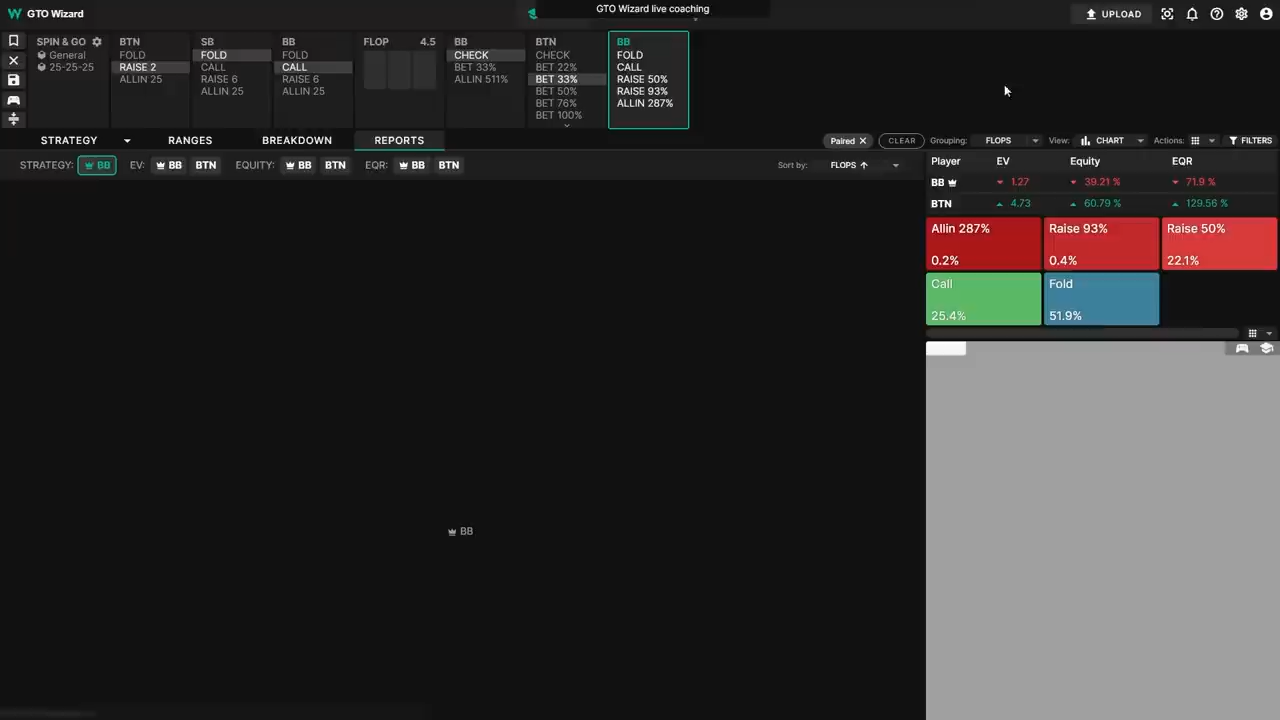 GTO Wizard
GTO Wizard live coaching
UPLOAD
SPIN & GO
General
25-25-25
BTN
FOLD
RAISE 2
ALLIN 25
SB
FOLD
CALL
RAISE 6
ALLIN 25
BB
FOLD
CALL
RAISE 6
ALLIN 25
FLOP 4.5
BB
CHECK
BET 33%
ALLIN 511%
BTN
CHECK
BET 22%
BET 33%
BET 50%
BET 76%
BET 100%
BB
FOLD
CALL
RAISE 50%
RAISE 93%
ALLIN 287%
STRATEGY RANGES BREAKDOWN REPORTS
Paired CLEAR Grouping: FLOPS View: CHART Actions: FILTERS
STRATEGY: BB EV: BB BTN EQUITY: BB BTN EQR: BB BTN Sort by: FLOPS
Player EV Equity EQR
BB 1.27 39.21 % 71.9 %
BTN 4.73 60.79 % 129.56 %
Allin 287%
0.2%
Raise 93%
0.4%
Raise 50%
22.1%
Call
25.4%
Fold
51.9%
BB